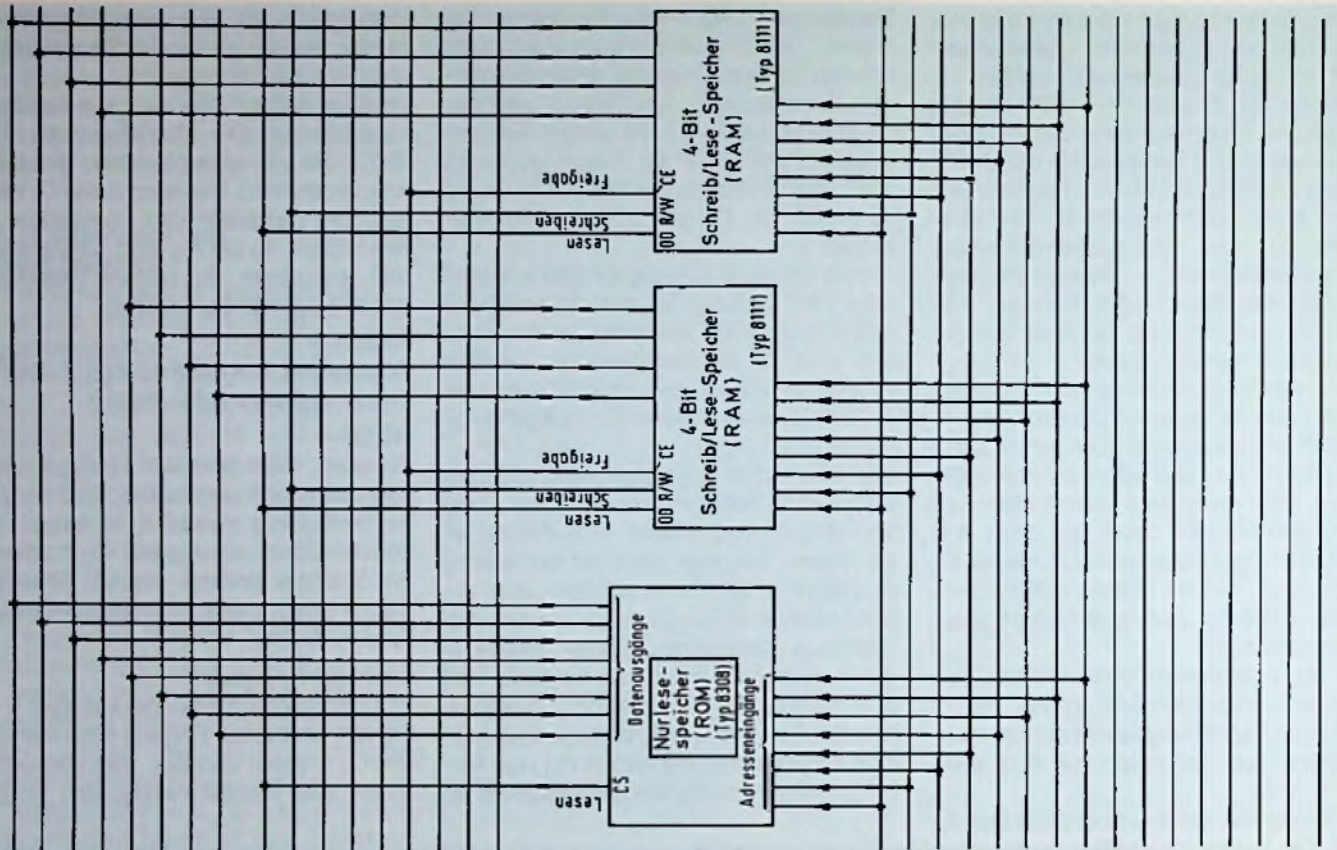 Lesen
CS
Datenausgänge
Nurlese-
speicher
(ROM)
(Typ 8308)
Adresseneingänge
Lesen
Schreiben
Freigabe
OD R/W CE
4-Bit
Schreib/Lese-Speicher
(RAM)
(Typ 8111)
Lesen
Schreiben
Freigabe
OD R/W CE
4-Bit
Schreib/Lese-Speicher
(RAM)
(Typ 8111)